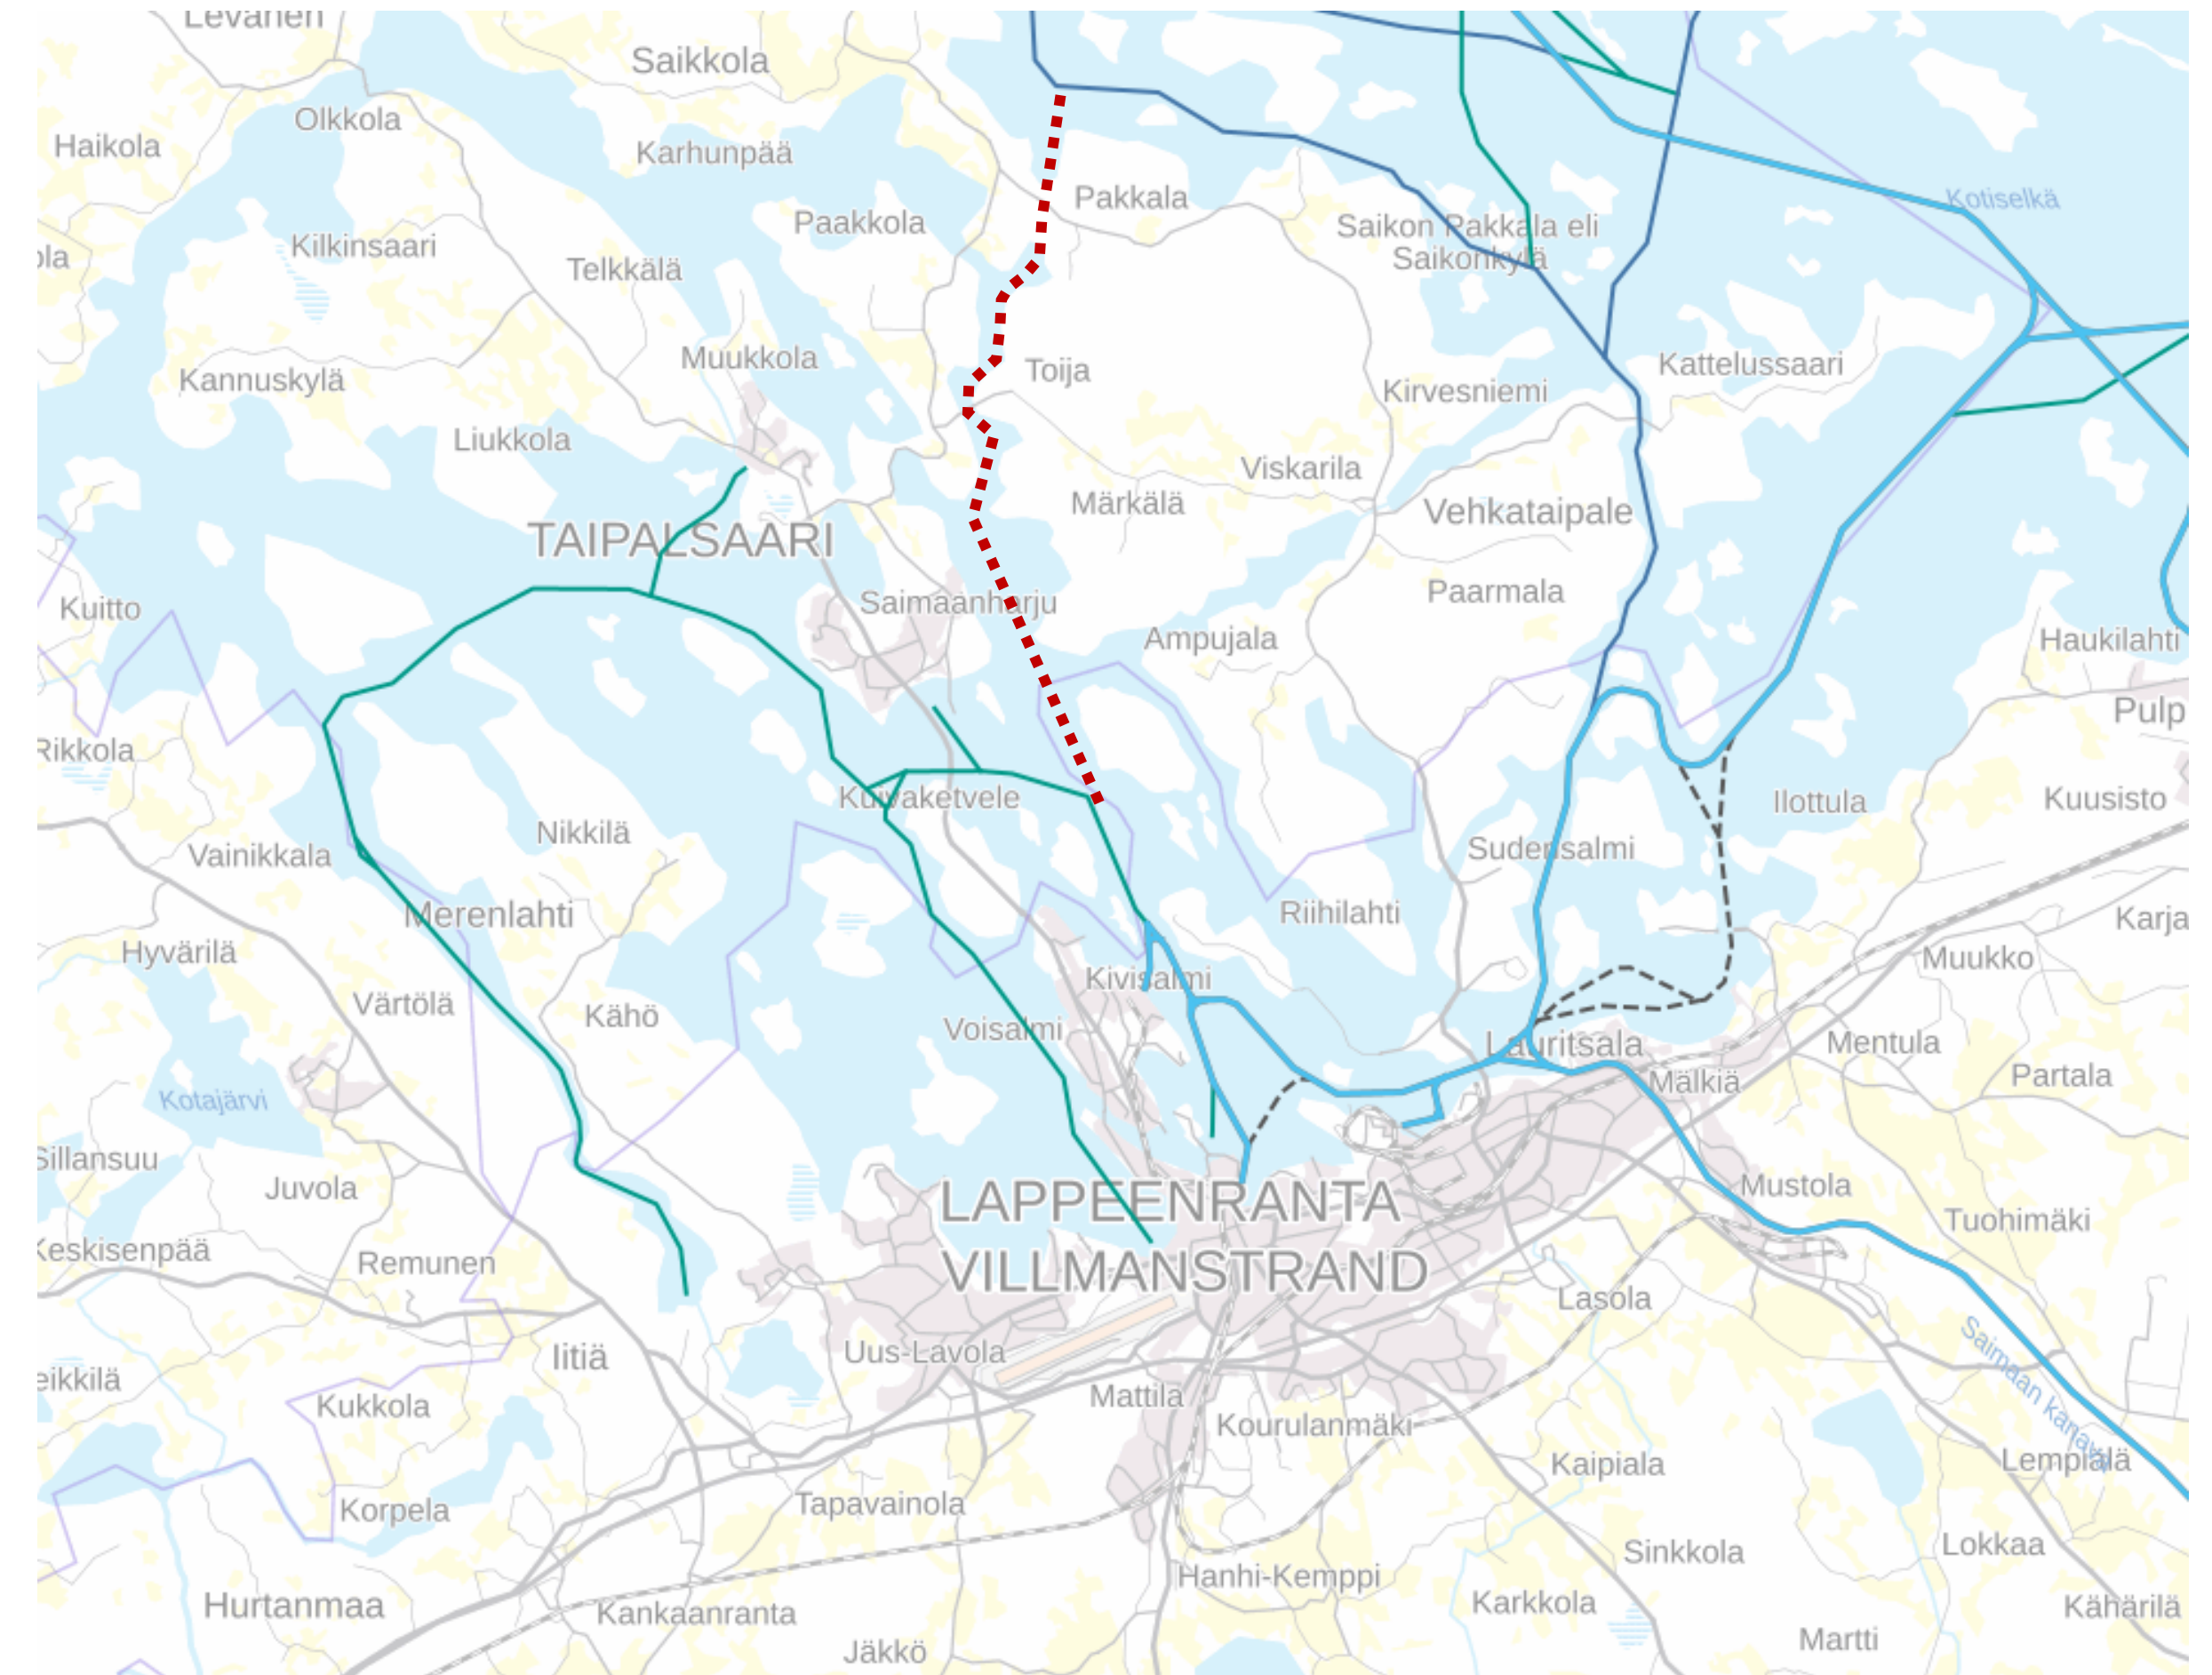 Levänen
Saikkola
Olkkola
Haikola
Karhunpää
Pakkala
Kotiselkä
Paakkola
Saikon Pakkala eli
Saikonkylä
Kilkinsaari
ola
Telkkälä
Muukkola
Toija
Kattelussaari
Kannuskylä
Kirvesniemi
Liukkola
Viskarila
Märkälä
Vehkataipale
TAIPALSAARI
Paarmala
Saimaanharju
Kuitto
Ampujala
Haukilahti
Pulp
Rikkola
Kuivaketvele
Ilottula
Kuusisto
Nikkilä
Vainikkala
Sudensalmi
Merenlahti
Riihilahti
Karja
Hyvärilä
Muukko
Kivisalmi
Värtölä
Kähö
Voisalmi
Lauritsala
Mentula
Mälkiä
Partala
Kotajärvi
Sillansuu
Juvola
Mustola
LAPPEENRANTA
VILLMANSTRAND
Tuohimäki
Keskisenpää
Remunen
Lasola
Iitiä
Uus-Lavola
Saimaan kanava
eikkilä
Mattila
Kukkola
Kourulanmäki
Kaipiala
Lempiälä
Korpela
Tapavainola
Sinkkola
Lokkaa
Hanhi-Kemppi
Hurtanmaa
Kankaanranta
Karkkola
Kähärilä
Martti
Jäkkö